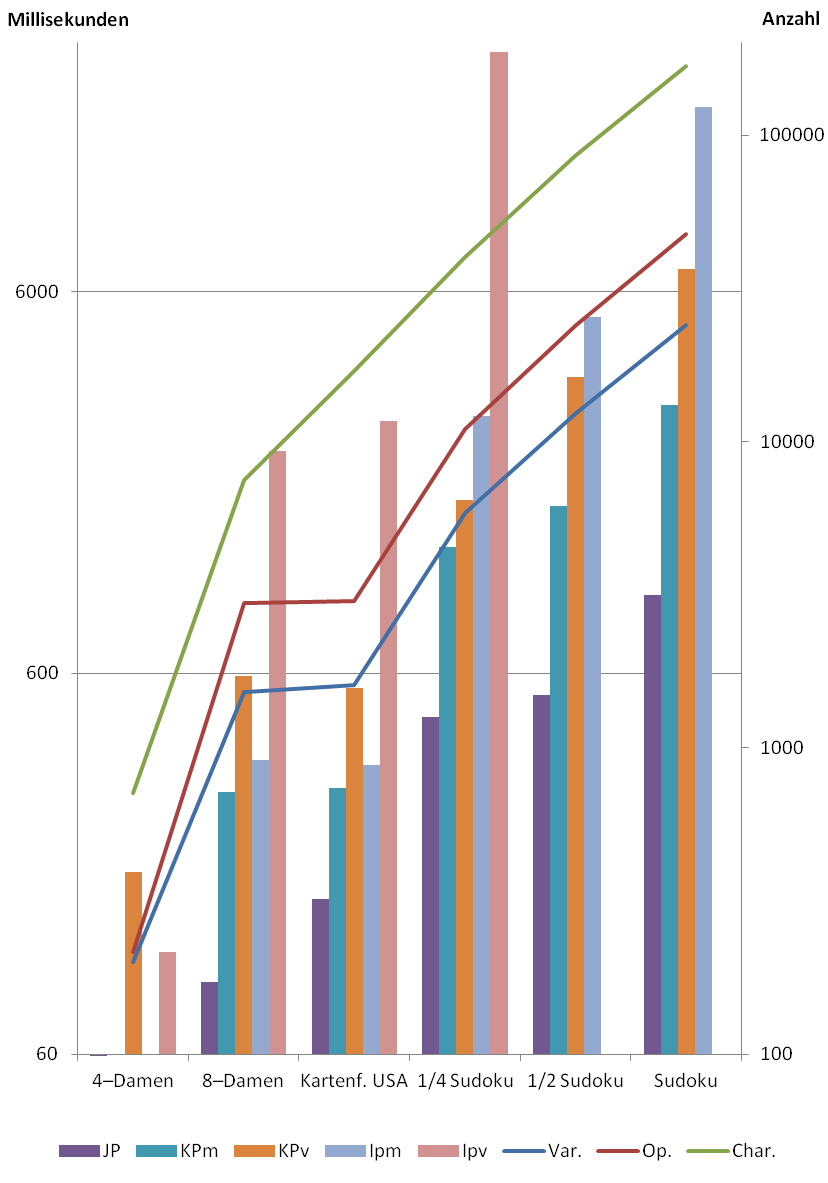 Millisekunden Anzahl
100000
6000
10000
600
1000
60 100
4–Damen 8–Damen Kartenf. USA 1/4 Sudoku 1/2 Sudoku Sudoku
JP KPm KPv Ipm Ipv Var. Op. Char.